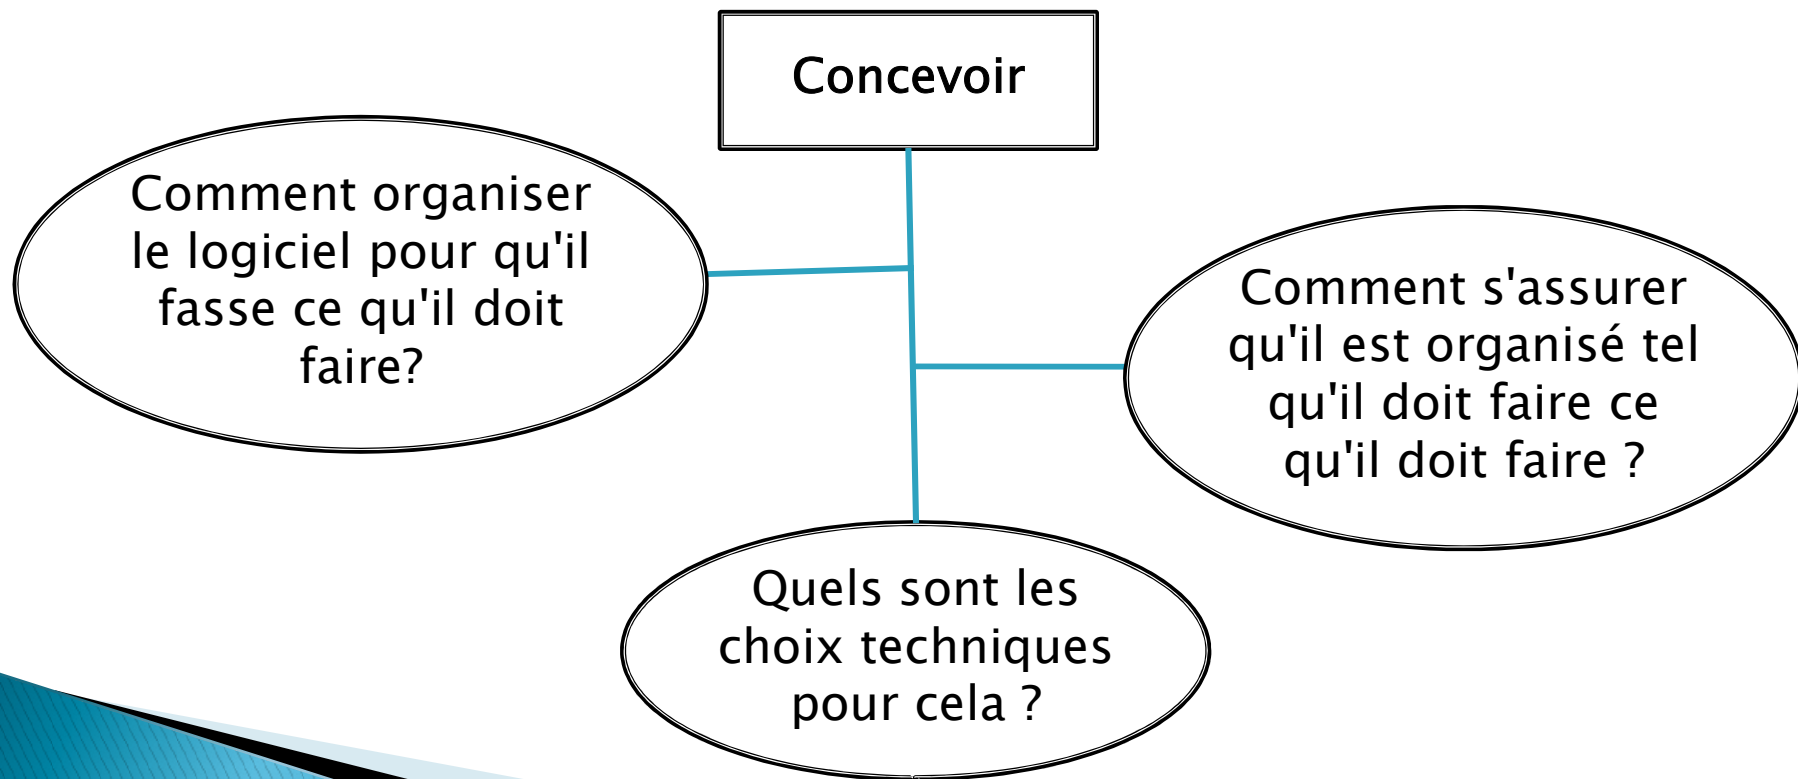 Concevoir
Comment organiser
le logiciel pour qu'il
fasse ce qu'il doit
faire?
Comment s'assurer
qu'il est organisé tel
qu'il doit faire ce
qu'il doit faire ?
Quels sont les
choix techniques
pour cela ?